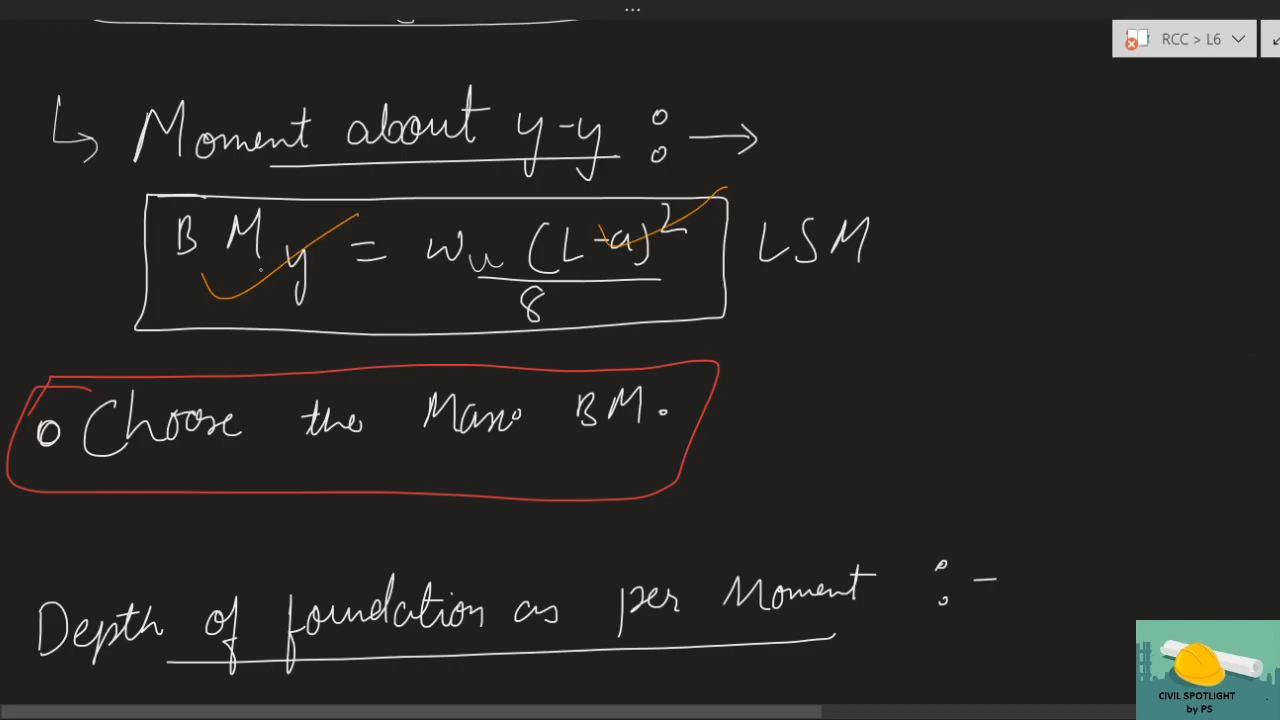 ...
RCC > L6
↳ Moment about y-y : →
BMy = wu (L-a)² / 8 LSM
o Choose the Max. BM.
Depth of foundation as per Moment :-
CIVIL SPOTLIGHT
by PS